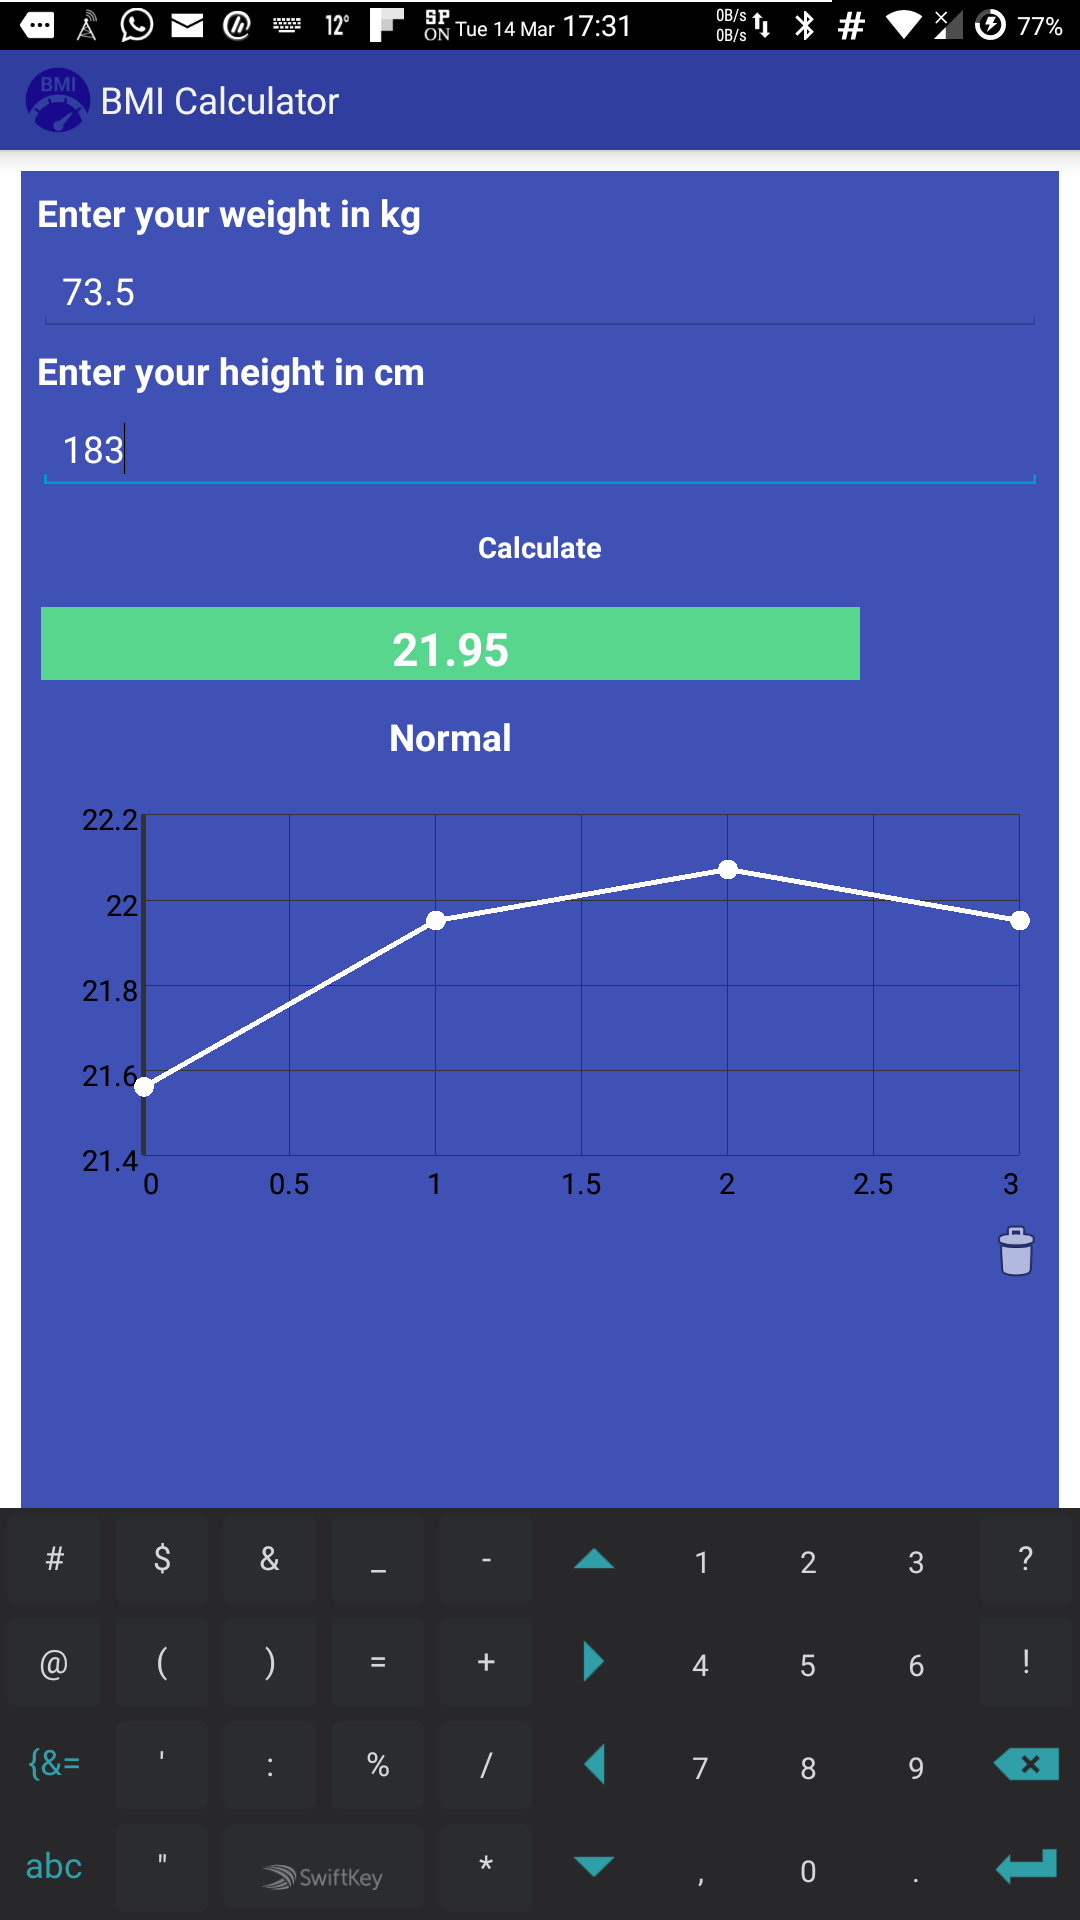 12° SP ON Tue 14 Mar 17:31 0B/s 0B/s # 77%
BMI BMI Calculator
Enter your weight in kg
73.5
Enter your height in cm
183
Calculate
21.95
Normal
22.2
22
21.8
21.6
21.4
0 0.5 1 1.5 2 2.5 3
# $ & _ - 1 2 3 ?
@ ( ) = + 4 5 6 !
{&= ' : % / 7 8 9
abc " SwiftKey * , 0 .